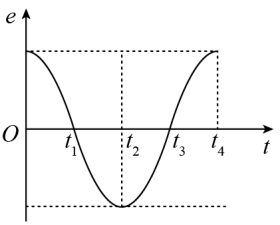 e
O
t₁ t₂ t₃ t₄ t